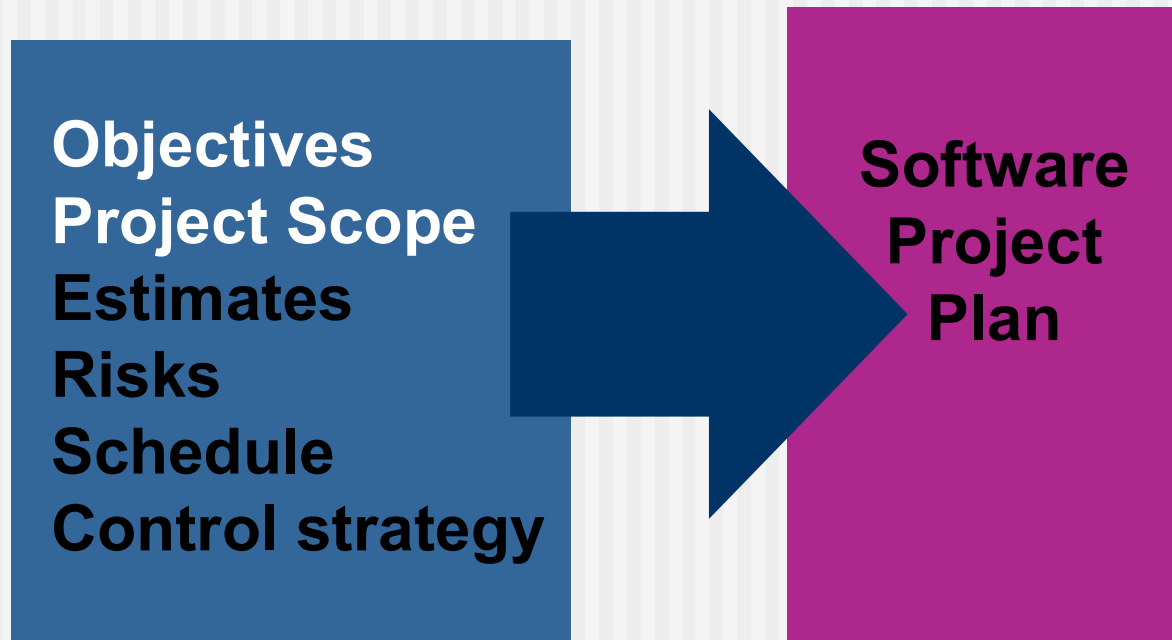 Objectives
Project Scope
Estimates
Risks
Schedule
Control strategy
Software
Project
Plan